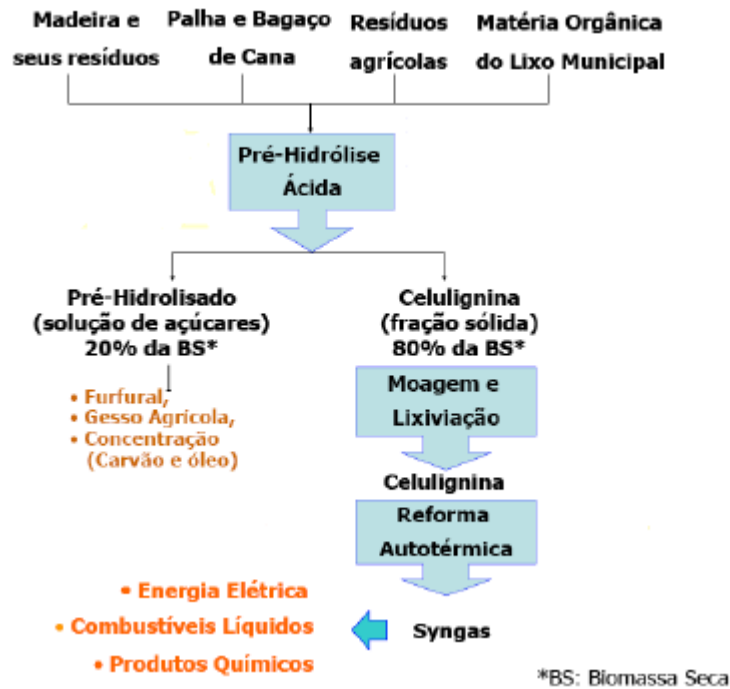 Madeira e
seus resíduos
Palha e Bagaço
de Cana
Resíduos
agrícolas
Matéria Orgânica
do Lixo Municipal
Pré-Hidrólise
Ácida
Pré-Hidrolisado
(solução de açúcares)
20% da BS*
• Furfural,
• Gesso Agrícola,
• Concentração
(Carvão e óleo)
Celulignina
(fração sólida)
80% da BS*
Moagem e
Lixiviação
Celulignina
Reforma
Autotérmica
Syngas
• Energia Elétrica
• Combustíveis Líquidos
• Produtos Químicos
*BS: Biomassa Seca